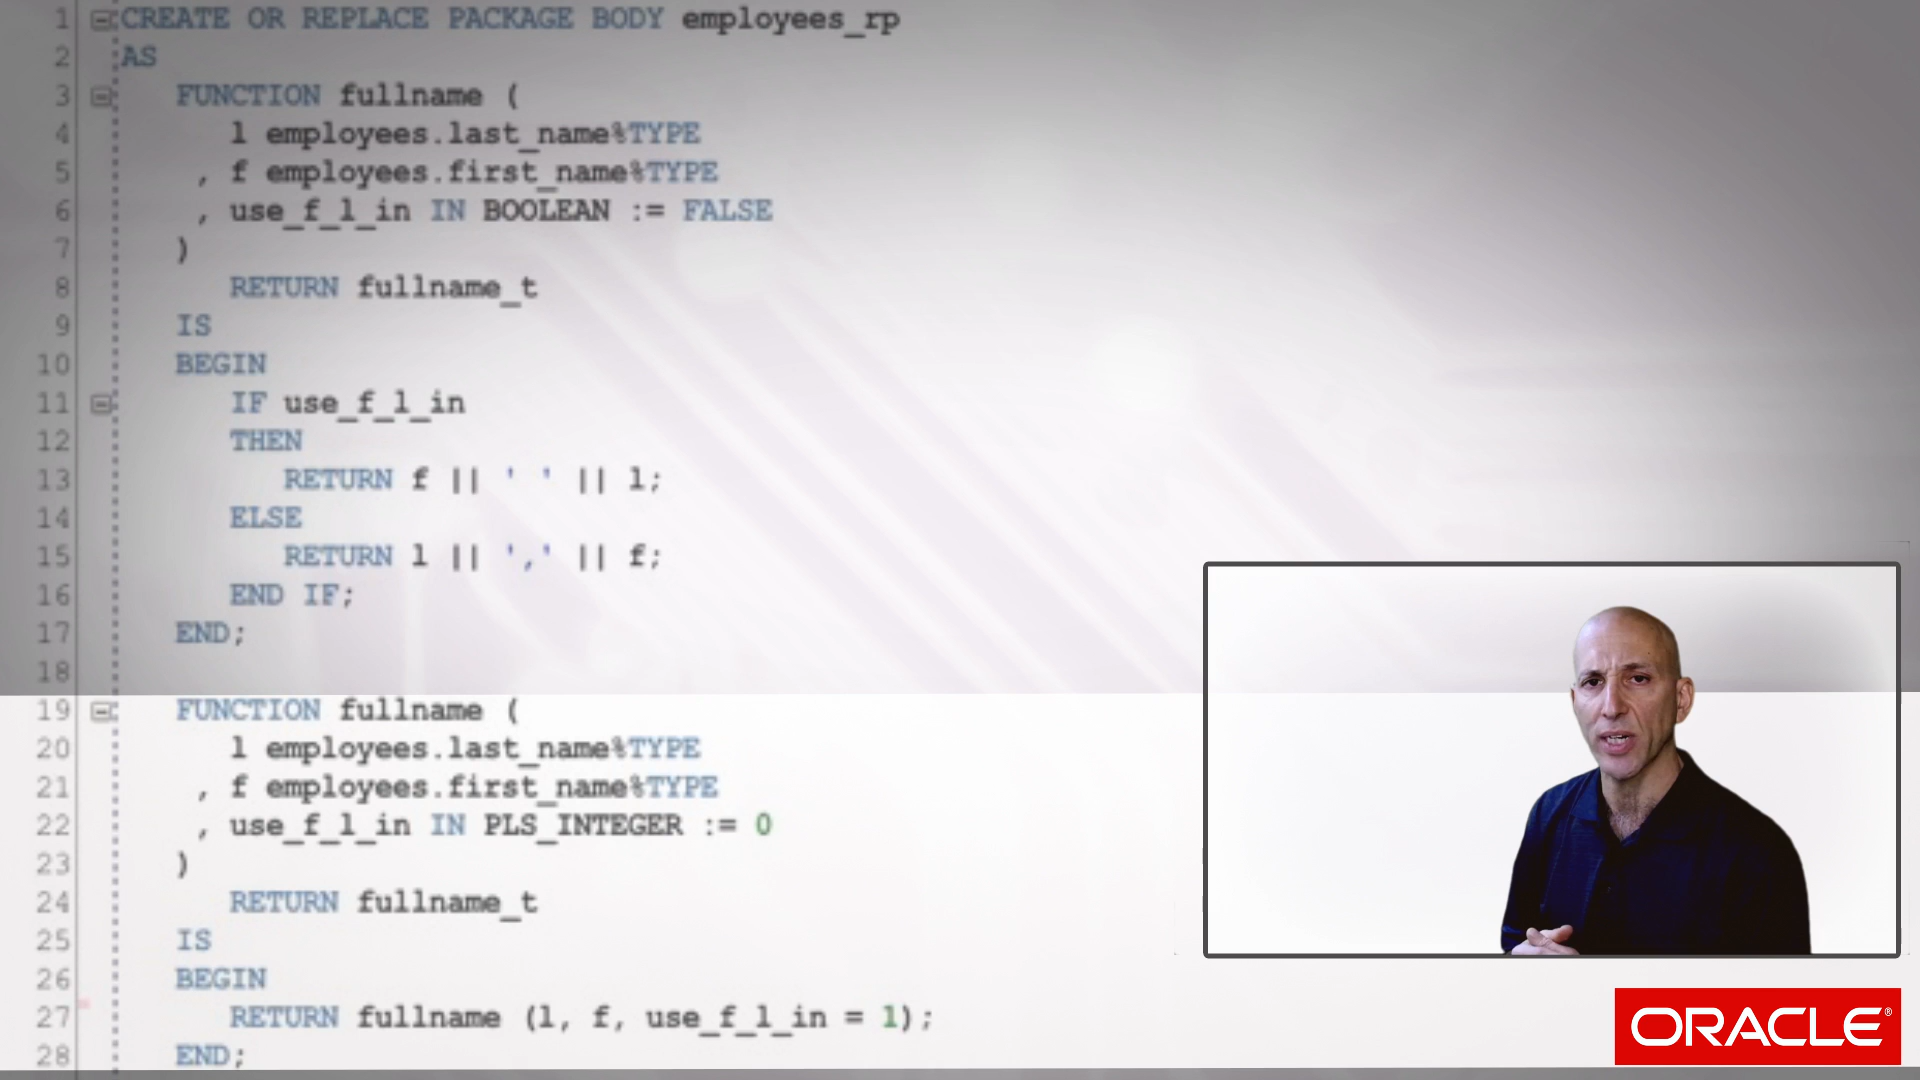 1 CREATE OR REPLACE PACKAGE BODY employees_rp
2 AS
3 FUNCTION fullname (
4 l employees.last_name%TYPE
5 , f employees.first_name%TYPE
6 , use_f_l_in IN BOOLEAN := FALSE
7 )
8 RETURN fullname_t
9 IS
10 BEGIN
11 IF use_f_l_in
12 THEN
13 RETURN f || ' ' || l;
14 ELSE
15 RETURN l || ',' || f;
16 END IF;
17 END;
18
19 FUNCTION fullname (
20 l employees.last_name%TYPE
21 , f employees.first_name%TYPE
22 , use_f_l_in IN PLS_INTEGER := 0
23 )
24 RETURN fullname_t
25 IS
26 BEGIN
27 RETURN fullname (l, f, use_f_l_in = 1);
28 END;
ORACLE®